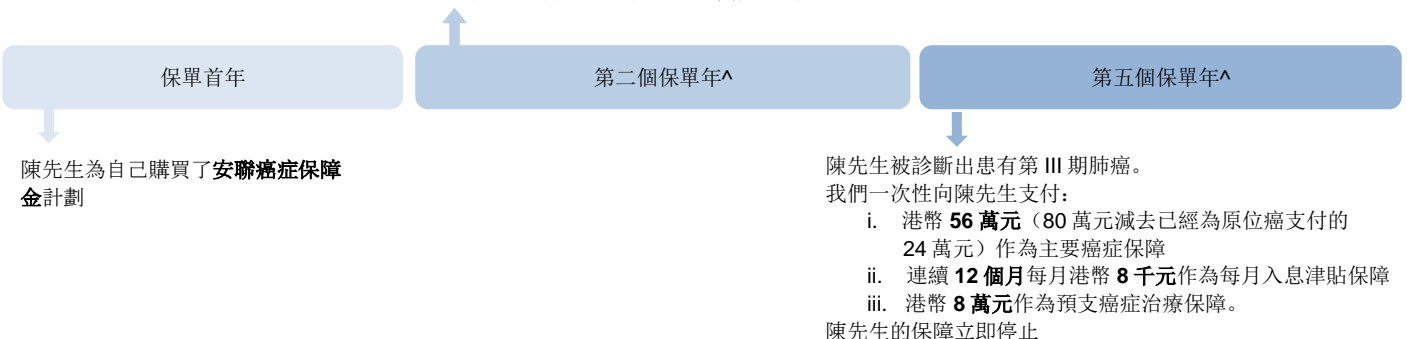 保單首年
第二個保單年^
第五個保單年^
陳先生為自己購買了安聯癌症保障
金計劃
陳先生被診斷出患有第 III 期肺癌。
我們一次性向陳先生支付：
i. 港幣 56 萬元（80 萬元減去已經為原位癌支付的
24 萬元）作為主要癌症保障
ii. 連續 12 個月每月港幣 8 千元作為每月入息津貼保障
iii. 港幣 8 萬元作為預支癌症治療保障。
陳先生的保障立即停止